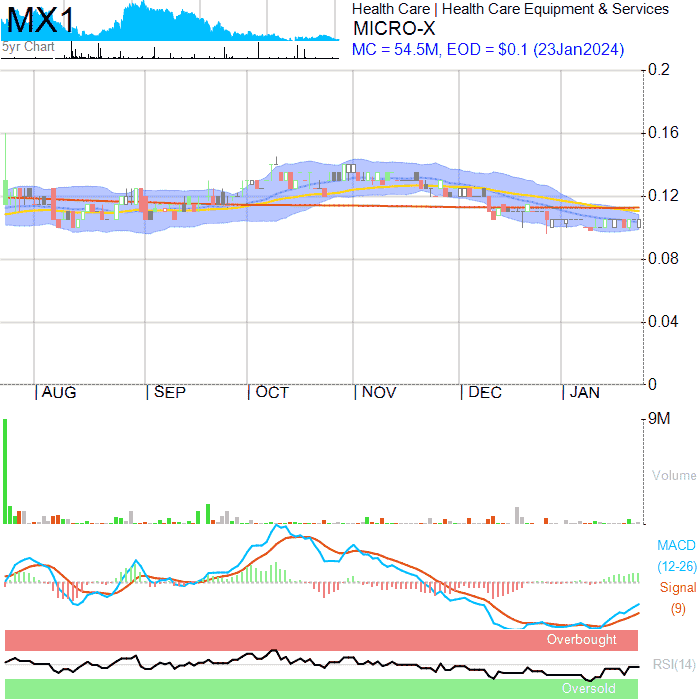 MX1
5yr Chart
Health Care | Health Care Equipment & Services
MICRO-X
MC = 54.5M, EOD = $0.1 (23Jan2024)
0.2
0.16
0.12
0.08
0.04
0
AUG SEP OCT NOV DEC JAN
9M
Volume
MACD
(12-26)
Signal
(9)
Overbought
RSI(14)
Oversold